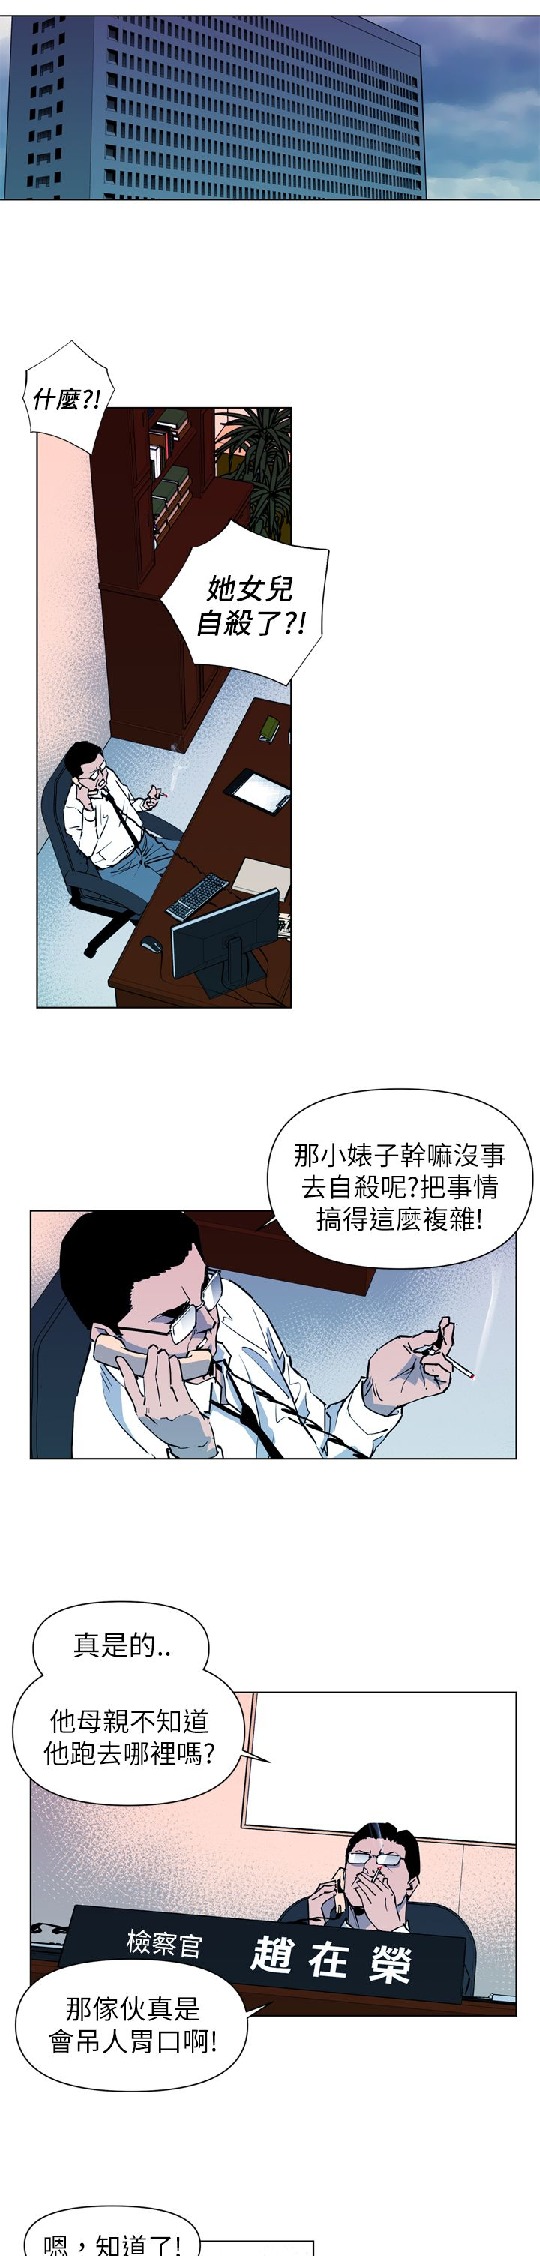 什麼?!
她女兒
自殺了?!
那小婊子幹嘛沒事
去自殺呢?把事情
搞得這麼複雜!
真是的..
他母親不知道
他跑去哪裡嗎?
檢察官 趙在榮
那傢伙真是
會吊人胃口啊!
嗯，知道了!